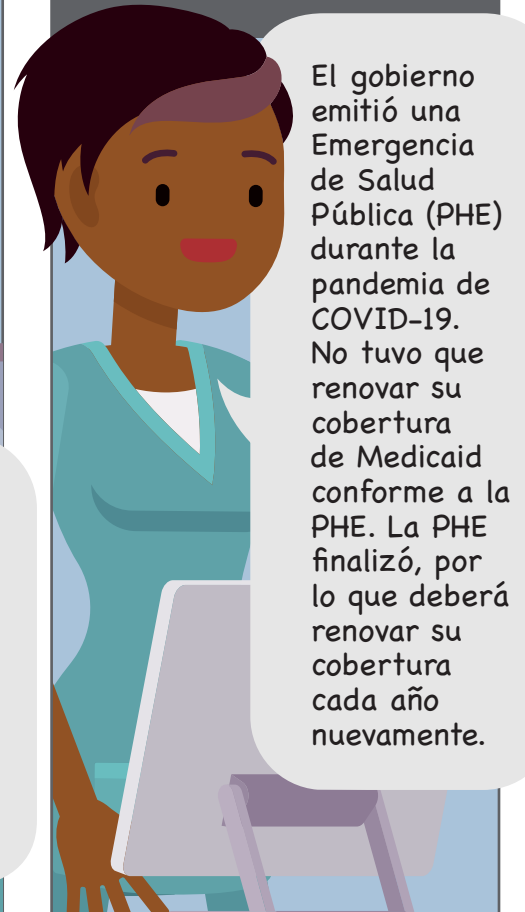 El gobierno
emitió una
Emergencia
de Salud
Pública (PHE)
durante la
pandemia de
COVID-19.
No tuvo que
renovar su
cobertura
de Medicaid
conforme a la
PHE. La PHE
finalizó, por
lo que deberá
renovar su
cobertura
cada año
nuevamente.